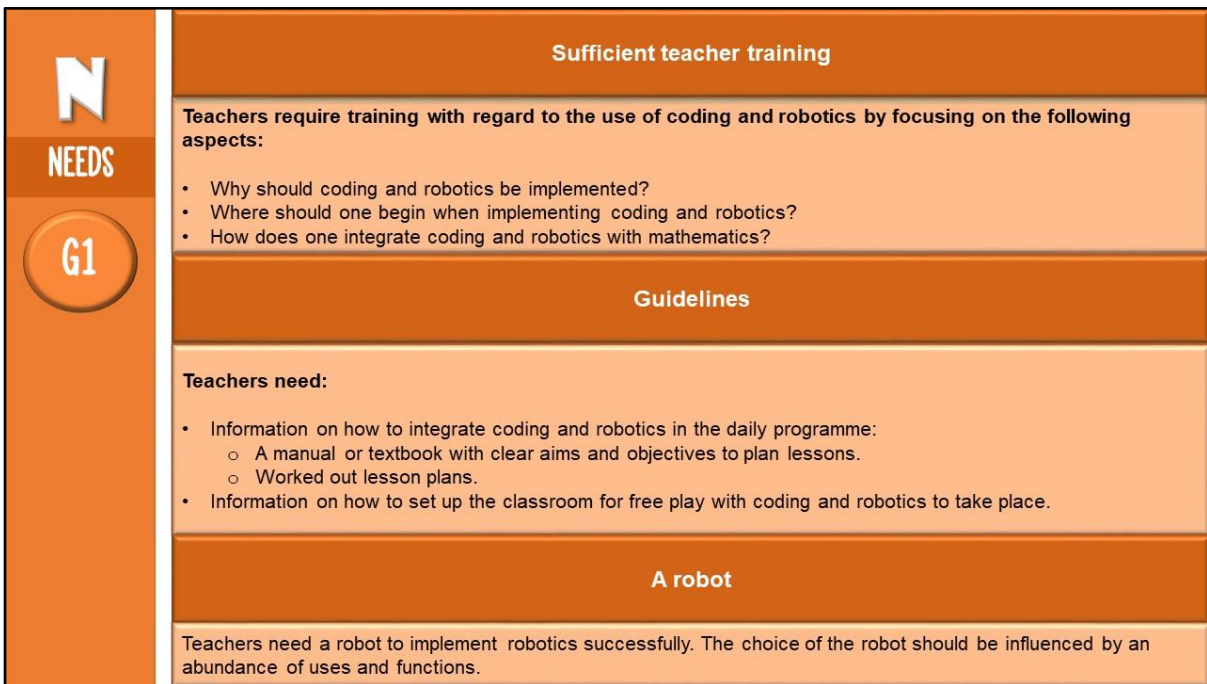 N
NEEDS
G1
Sufficient teacher training
Teachers require training with regard to the use of coding and robotics by focusing on the following
aspects:
• Why should coding and robotics be implemented?
• Where should one begin when implementing coding and robotics?
• How does one integrate coding and robotics with mathematics?
Guidelines
Teachers need:
• Information on how to integrate coding and robotics in the daily programme:
o A manual or textbook with clear aims and objectives to plan lessons.
o Worked out lesson plans.
• Information on how to set up the classroom for free play with coding and robotics to take place.
A robot
Teachers need a robot to implement robotics successfully. The choice of the robot should be influenced by an
abundance of uses and functions.